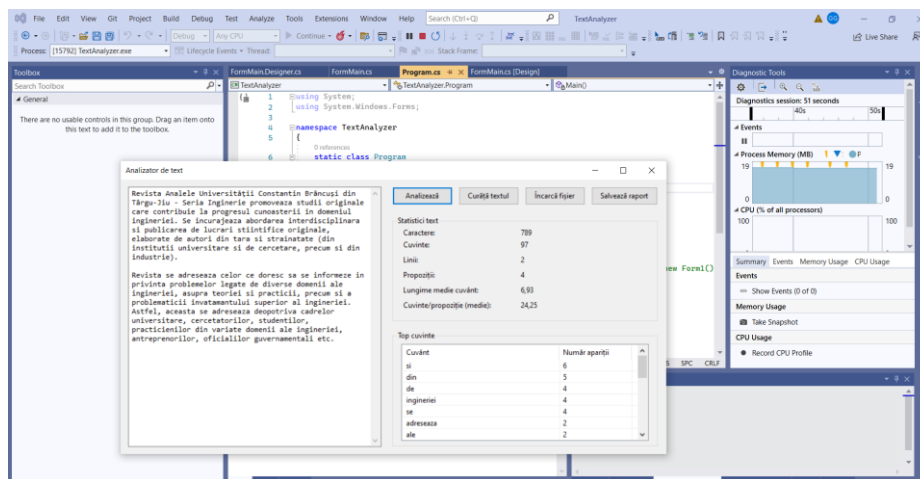 File Edit View Git Project Build Debug Test Analyze Tools Extensions Window Help Search (Ctrl+Q) TextAnalyzer GG
Debug Any CPU Continue Live Share
Process: [15792] TextAnalyzer.exe Lifecycle Events Thread: Stack Frame:
Toolbox
Search Toolbox
General
There are no usable controls in this group. Drag an item onto
this text to add it to the toolbox.
FormMain.Designer.cs FormMain.cs Program.cs FormMain.cs [Design]
TextAnalyzer TextAnalyzer.Program Main()
1 using System;
2 using System.Windows.Forms;
3
4 namespace TextAnalyzer
5 {
0 references
6 static class Program
new Form1()
SPC CRLF
Analizator de text
Revista Analele Universității Constantin Brâncuși din
Târgu-Jiu - Seria Inginerie promoveaza studii originale
care contribuie la progresul cunoasterii in domeniul
ingineriei. Se incurajeaza abordarea interdisciplinara
si publicarea de lucrari stiintifice originale,
elaborate de autori din tara si strainatate (din
institutii universitare si de cercetare, precum si din
industrie).
Revista se adreseaza celor ce doresc sa se informeze in
privinta problemelor legate de diverse domenii ale
ingineriei, asupra teoriei si practicii, precum si a
problematicii invatamantului superior al ingineriei.
Astfel, aceasta se adreseaza deopotriva cadrelor
universitare, cercetatorilor, studentilor,
practicienilor din variate domenii ale ingineriei,
antreprenorilor, oficialilor guvernamentali etc.
Analizează Curăță textul Încarcă fișier Salvează raport
Statistici text
Caractere: 789
Cuvinte: 97
Linii: 2
Propoziții: 4
Lungime medie cuvânt: 6,93
Cuvinte/propoziție (medie): 24,25
Top cuvinte
Cuvânt Număr apariții
si 6
din 5
de 4
ingineriei 4
se 4
adreseaza 2
ale 2
Diagnostic Tools
Diagnostics session: 51 seconds
40s 50s
Events
Process Memory (MB) P
19 19
0 0
CPU (% of all processors)
100 100
Summary Events Memory Usage CPU Usage
Events
Show Events (0 of 0)
Memory Usage
Take Snapshot
CPU Usage
Record CPU Profile